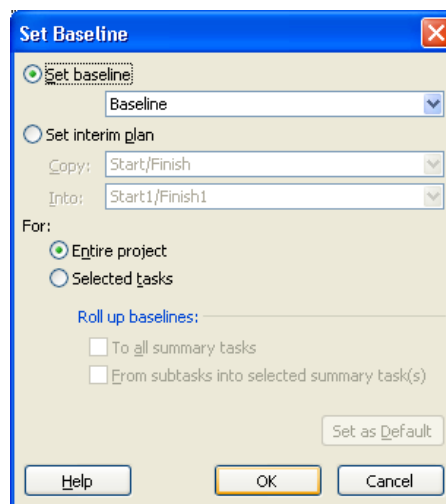 Set Baseline
Set baseline
Baseline
Set interim plan
Copy: Start/Finish
Into: Start1/Finish1
For:
Entire project
Selected tasks
Roll up baselines:
To all summary tasks
From subtasks into selected summary task(s)
Set as Default
Help OK Cancel